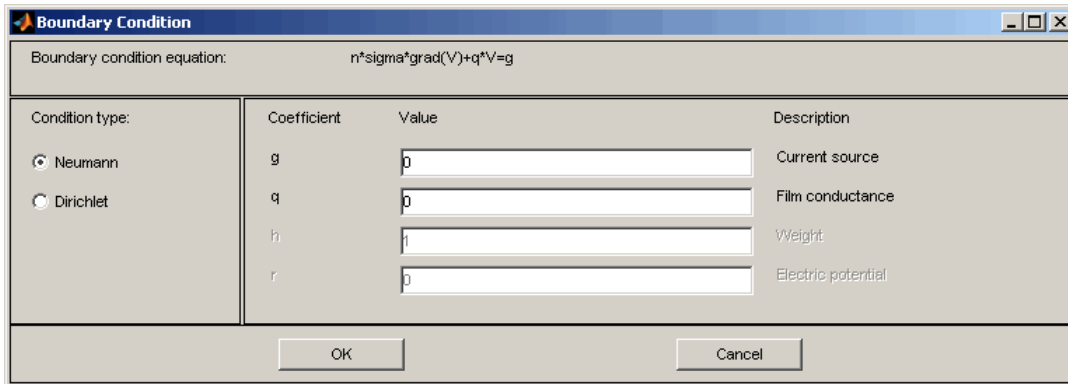 Boundary Condition
Boundary condition equation: n*sigma*grad(V)+q*V=g
Condition type:
Neumann
Dirichlet
Coefficient Value Description
g 0 Current source
q 0 Film conductance
h 1 Weight
r 0 Electric potential
OK Cancel